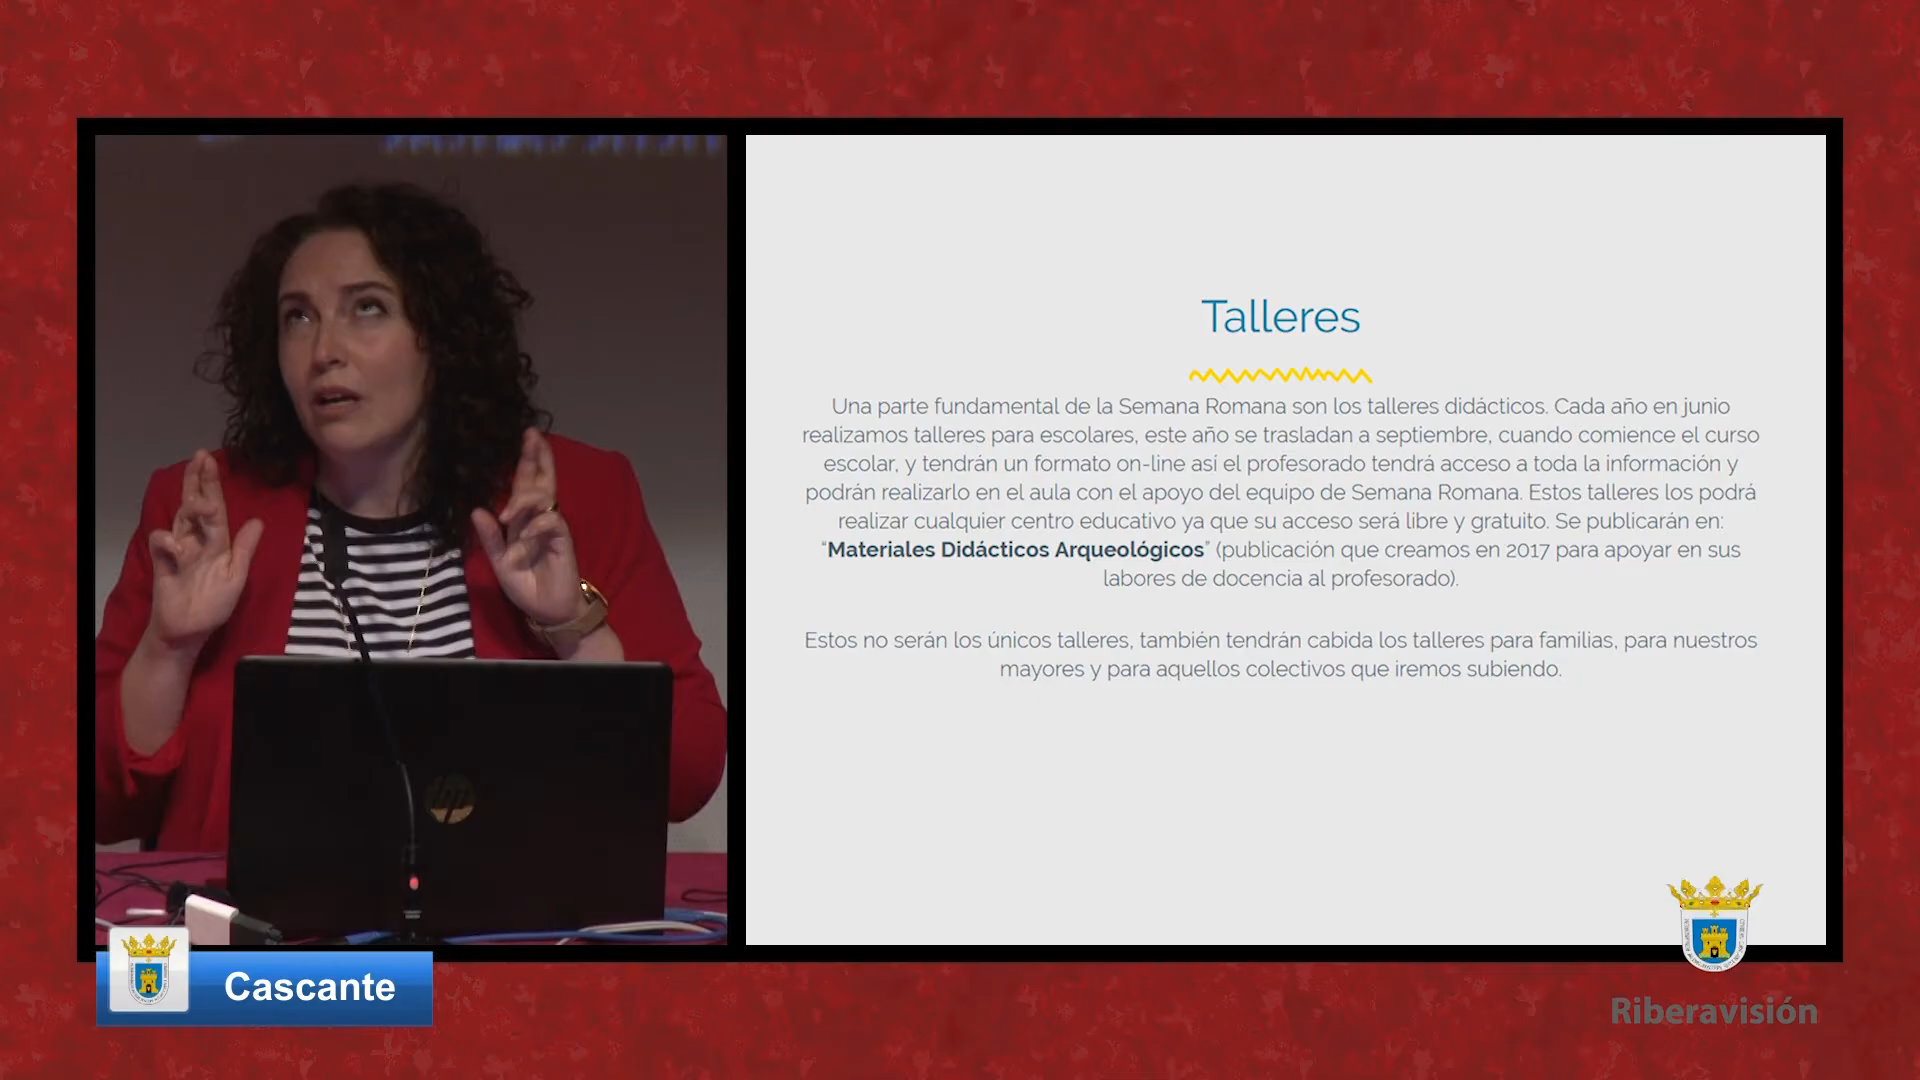 Talleres
Una parte fundamental de la Semana Romana son los talleres didácticos. Cada año en junio
realizamos talleres para escolares, este año se trasladan a septiembre, cuando comience el curso
escolar, y tendrán un formato on-line así el profesorado tendrá acceso a toda la información y
podrán realizarlo en el aula con el apoyo del equipo de Semana Romana. Estos talleres los podrá
realizar cualquier centro educativo ya que su acceso será libre y gratuito. Se publicarán en:
“Materiales Didácticos Arqueológicos” (publicación que creamos en 2017 para apoyar en sus
labores de docencia al profesorado).
Estos no serán los únicos talleres, también tendrán cabida los talleres para familias, para nuestros
mayores y para aquellos colectivos que iremos subiendo.
hp
Cascante
Riberavisión